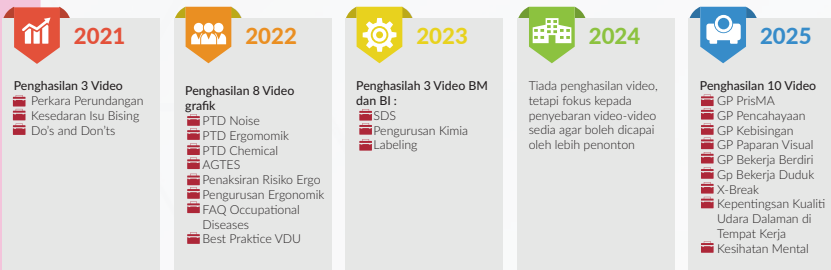 2021
Penghasilan 3 Video
Perkara Perundangan
Kesedaran Isu Bising
Do's and Don'ts
2022
Penghasilan 8 Video
grafik
PTD Noise
PTD Ergomomik
PTD Chemical
AGTES
Penaksiran Risiko Ergo
Pengurusan Ergonomik
FAQ Occupational
Diseases
Best Praktice VDU
2023
Penghasilah 3 Video BM
dan BI :
SDS
Pengurusan Kimia
Labeling
2024
Tiada penghasilan video,
tetapi fokus kepada
penyebaran video-video
sedia agar boleh dicapai
oleh lebih penonton
2025
Penghasilan 10 Video
GP PrisMA
GP Pencahayaan
GP Kebisingan
GP Paparan Visual
GP Bekerja Berdiri
Gp Bekerja Duduk
X-Break
Kepentingsan Kualiti
Udara Dalaman di
Tempat Kerja
Kesihatan Mental